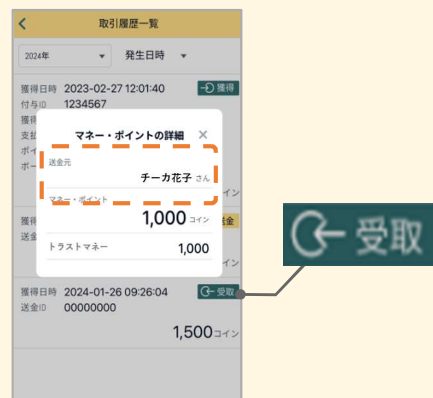 取引履歴一覧
2024年 発生日時
獲得日時 2023-02-27 12:01:40 獲得
付与ID 1234567
獲得
支払
ポイ
ポー
マネー・ポイントの詳細 ×
送金元
チーカ花子 さん
マネー・ポイント
イン
1,000 コイン
獲得
金
送金
トラストマネー 1,000
イン
受取
獲得日時 2024-01-26 09:26:04 受取
送金ID 00000000
1,500コイン